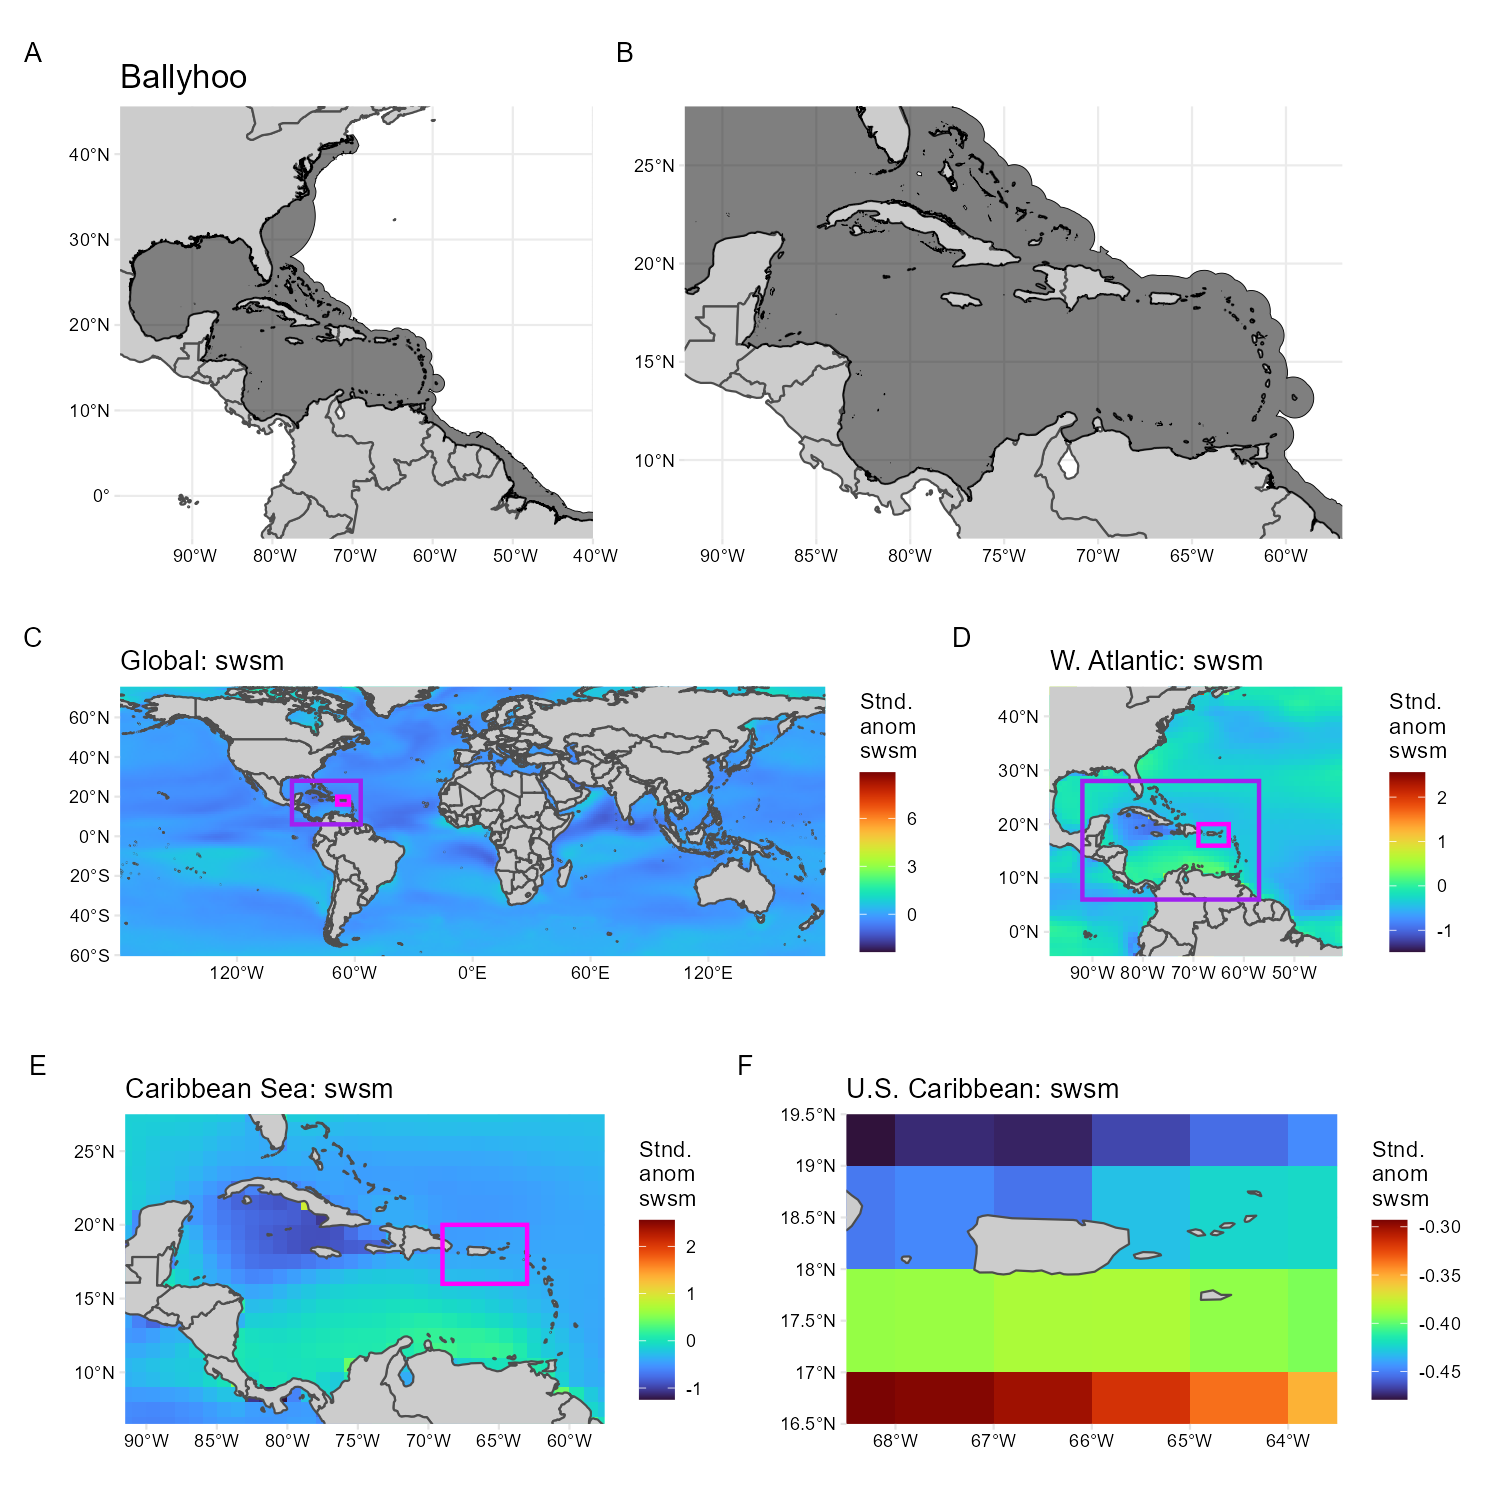 A
Ballyhoo
40°N
30°N
20°N
10°N
0°
90°W 80°W 70°W 60°W 50°W 40°W
B
25°N
20°N
15°N
10°N
90°W 85°W 80°W 75°W 70°W 65°W 60°W
C
Global: swsm
60°N
40°N
20°N
0°N
20°S
40°S
60°S
120°W 60°W 0°E 60°E 120°E
Stnd.
anom
swsm
6
3
0
D
W. Atlantic: swsm
40°N
30°N
20°N
10°N
0°N
90°W 80°W 70°W 60°W 50°W
Stnd.
anom
swsm
2
1
0
-1
E
Caribbean Sea: swsm
25°N
20°N
15°N
10°N
90°W 85°W 80°W 75°W 70°W 65°W 60°W
Stnd.
anom
swsm
2
1
0
-1
F
U.S. Caribbean: swsm
19.5°N
19°N
18.5°N
18°N
17.5°N
17°N
16.5°N
68°W 67°W 66°W 65°W 64°W
Stnd.
anom
swsm
-0.30
-0.35
-0.40
-0.45